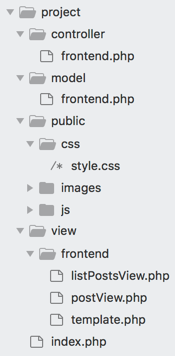 project
controller
frontend.php
model
frontend.php
public
css
/* style.css
images
js
view
frontend
listPostsView.php
postView.php
template.php
index.php